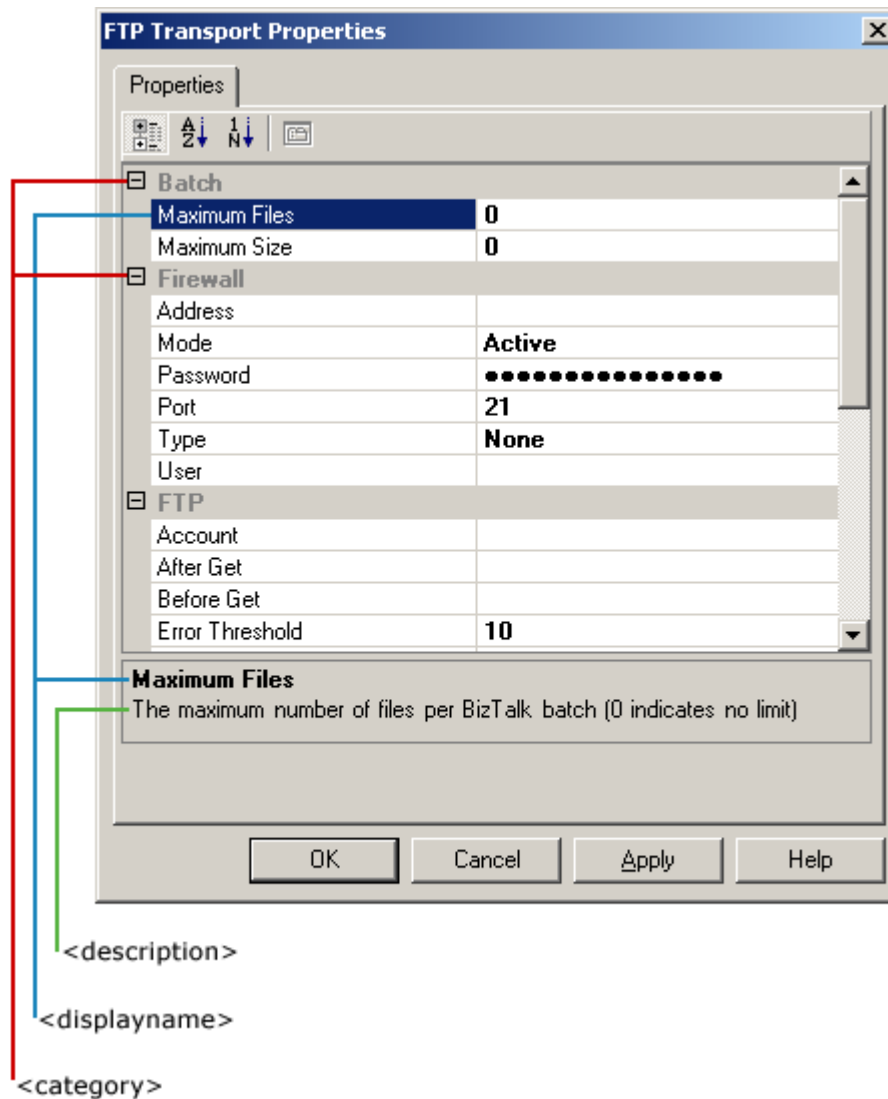 FTP Transport Properties
Properties
Batch
Maximum Files 0
Maximum Size 0
Firewall
Address
Mode Active
Password ●●●●●●●●●●●●●●●
Port 21
Type None
User
FTP
Account
After Get
Before Get
Error Threshold 10
Maximum Files
The maximum number of files per BizTalk batch (0 indicates no limit)
OK Cancel Apply Help
<description>
<displayname>
<category>